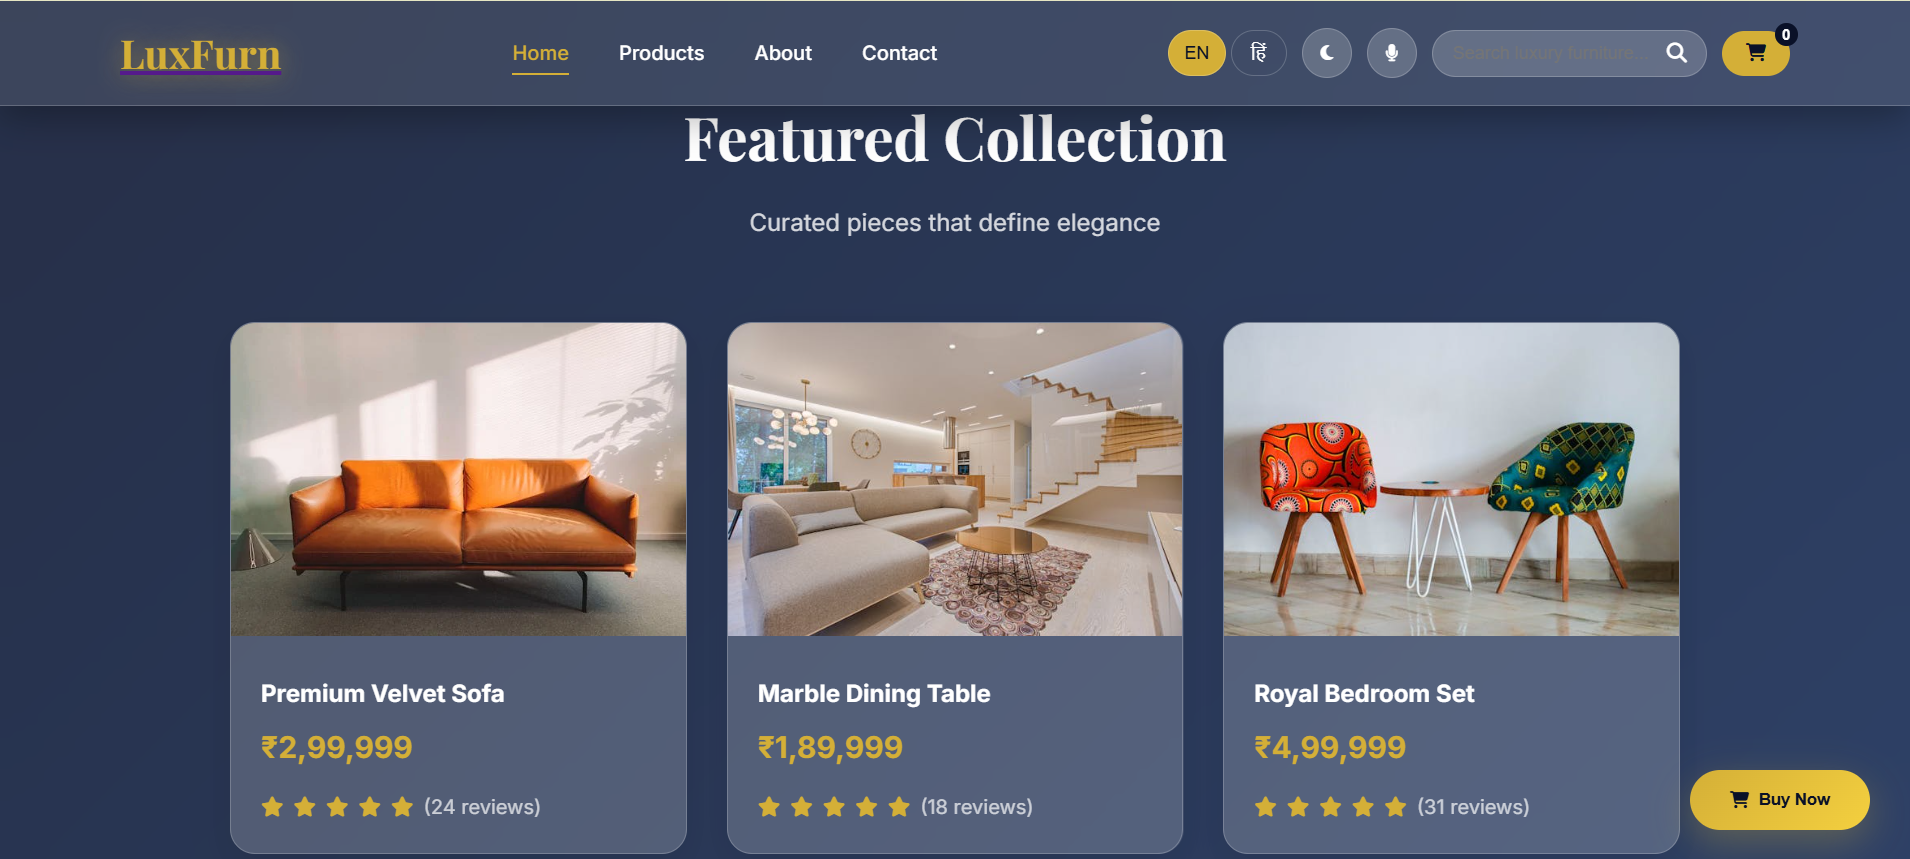 LuxFurn
Home
Products
About
Contact
EN
हिं
Search luxury furniture...
0
Featured Collection
Curated pieces that define elegance
Premium Velvet Sofa
₹2,99,999
(24 reviews)
Marble Dining Table
₹1,89,999
(18 reviews)
Royal Bedroom Set
₹4,99,999
(31 reviews)
Buy Now